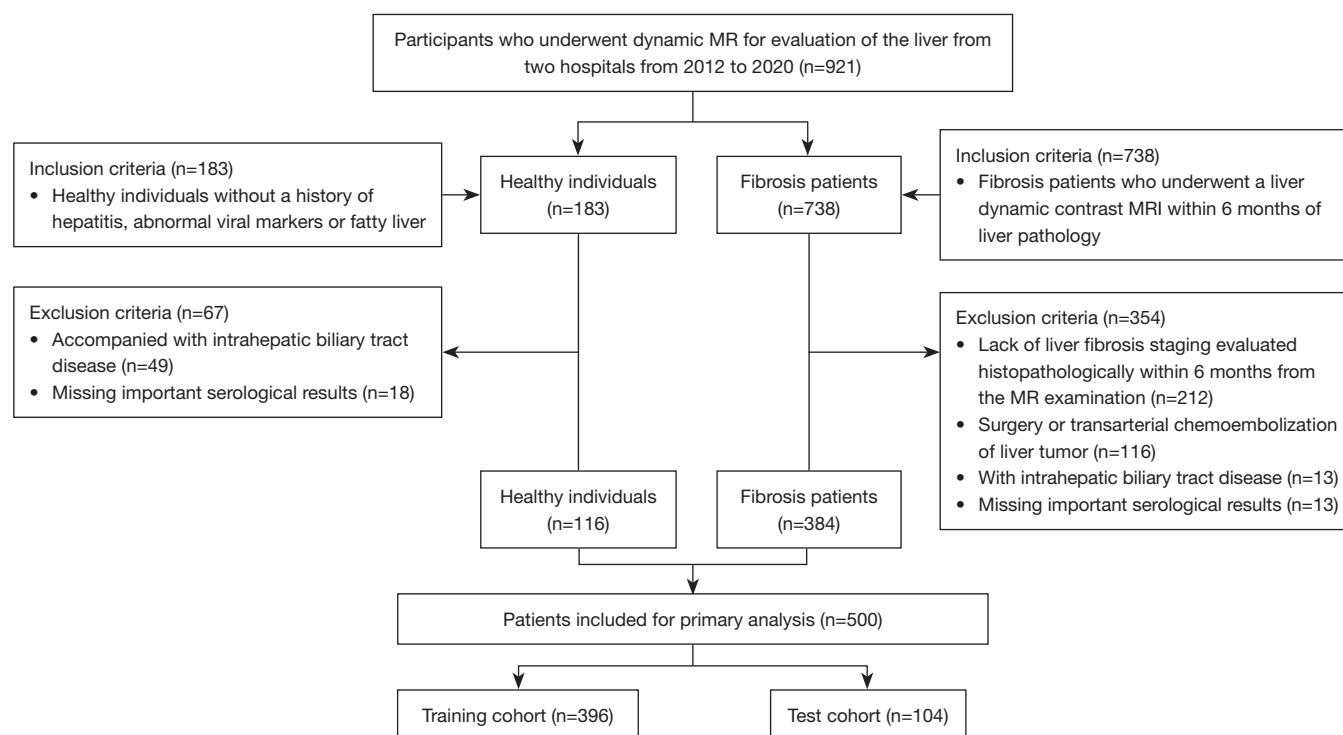 Participants who underwent dynamic MR for evaluation of the liver from
two hospitals from 2012 to 2020 (n=921)
Inclusion criteria (n=183)
• Healthy individuals without a history of
hepatitis, abnormal viral markers or fatty liver
Healthy individuals
(n=183)
Fibrosis patients
(n=738)
Inclusion criteria (n=738)
• Fibrosis patients who underwent a liver
dynamic contrast MRI within 6 months of
liver pathology
Exclusion criteria (n=67)
• Accompanied with intrahepatic biliary tract
disease (n=49)
• Missing important serological results (n=18)
Exclusion criteria (n=354)
• Lack of liver fibrosis staging evaluated
histopathologically within 6 months from
the MR examination (n=212)
• Surgery or transarterial chemoembolization
of liver tumor (n=116)
• With intrahepatic biliary tract disease (n=13)
• Missing important serological results (n=13)
Healthy individuals
(n=116)
Fibrosis patients
(n=384)
Patients included for primary analysis (n=500)
Training cohort (n=396)
Test cohort (n=104)